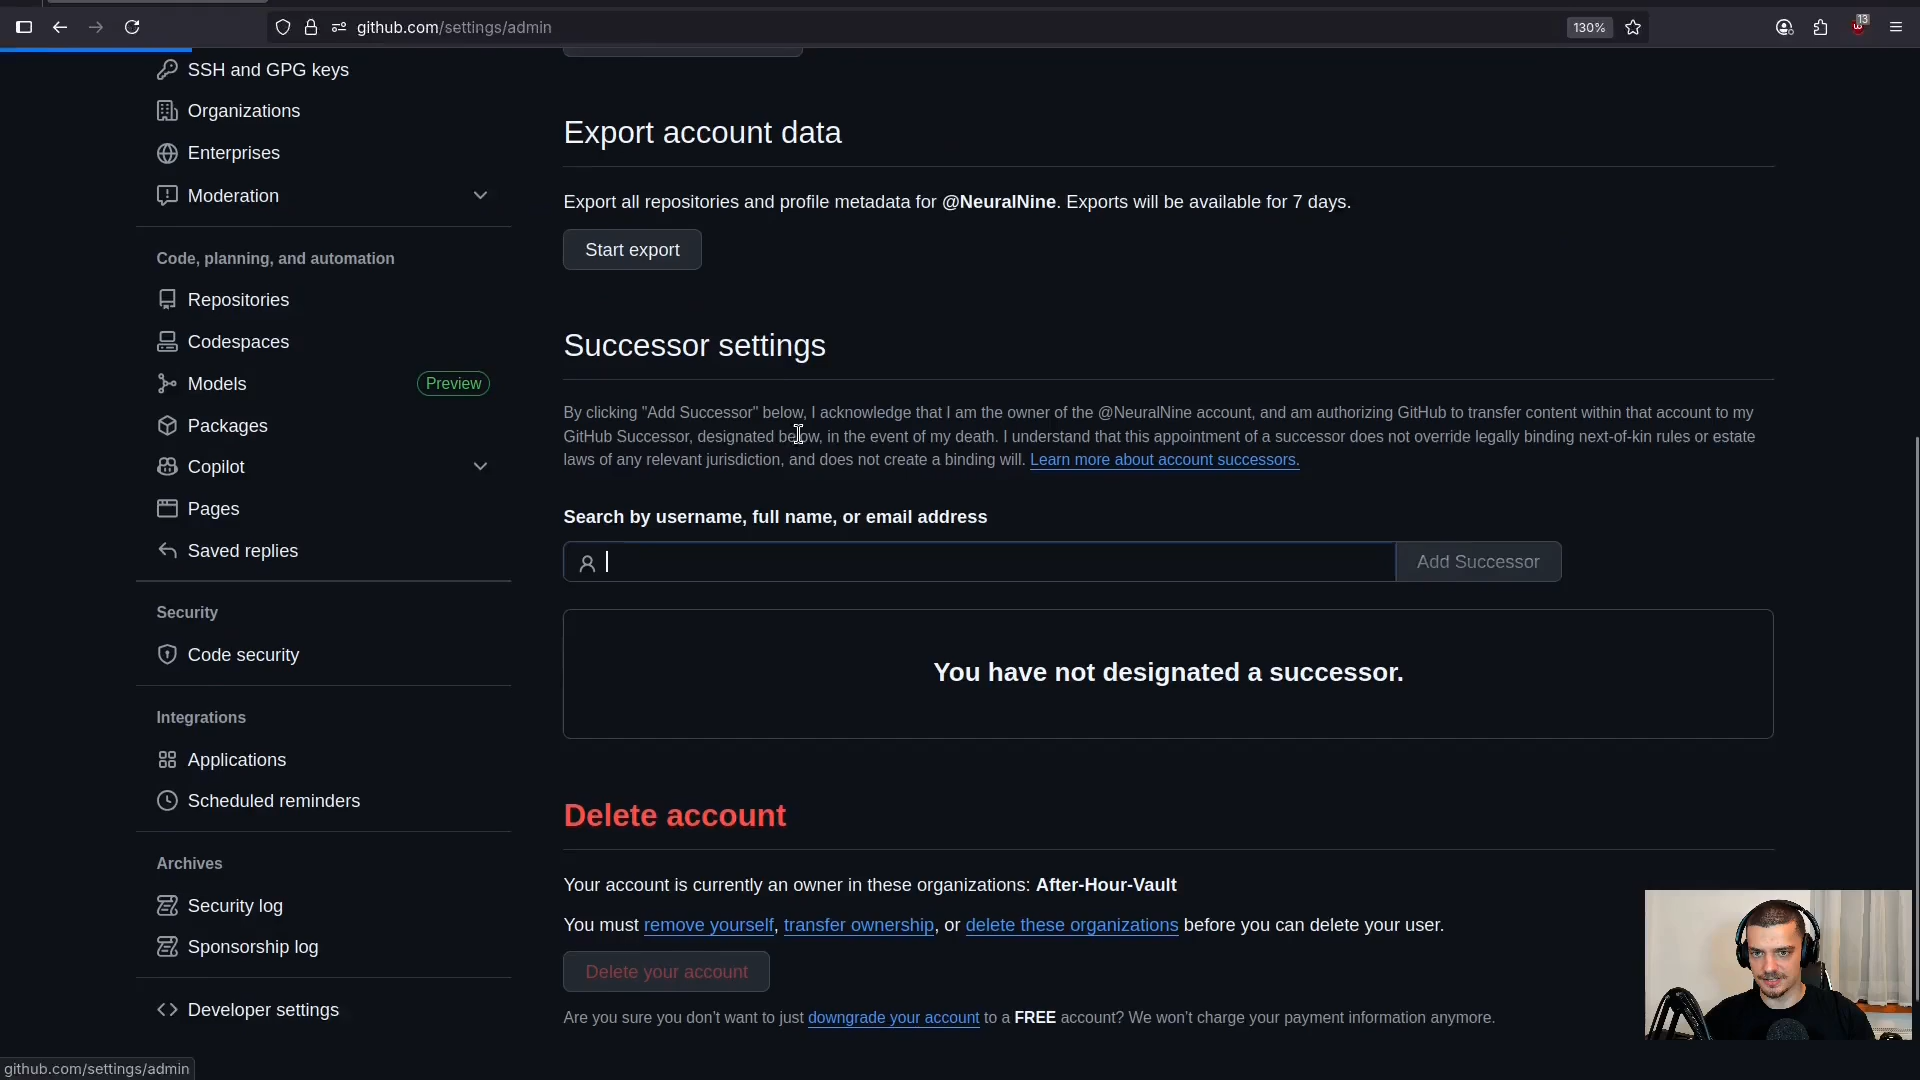 github.com/settings/admin
130%
13
SSH and GPG keys
Organizations
Enterprises
Moderation
Code, planning, and automation
Repositories
Codespaces
Models
Preview
Packages
Copilot
Pages
Saved replies
Security
Code security
Integrations
Applications
Scheduled reminders
Archives
Security log
Sponsorship log
Developer settings
Export account data
Export all repositories and profile metadata for @NeuralNine. Exports will be available for 7 days.
Start export
Successor settings
By clicking "Add Successor" below, I acknowledge that I am the owner of the @NeuralNine account, and am authorizing GitHub to transfer content within that account to my
GitHub Successor, designated below, in the event of my death. I understand that this appointment of a successor does not override legally binding next-of-kin rules or estate
laws of any relevant jurisdiction, and does not create a binding will. Learn more about account successors.
Search by username, full name, or email address
Add Successor
You have not designated a successor.
Delete account
Your account is currently an owner in these organizations: After-Hour-Vault
You must remove yourself, transfer ownership, or delete these organizations before you can delete your user.
Delete your account
Are you sure you don't want to just downgrade your account to a FREE account? We won't charge your payment information anymore.
github.com/settings/admin